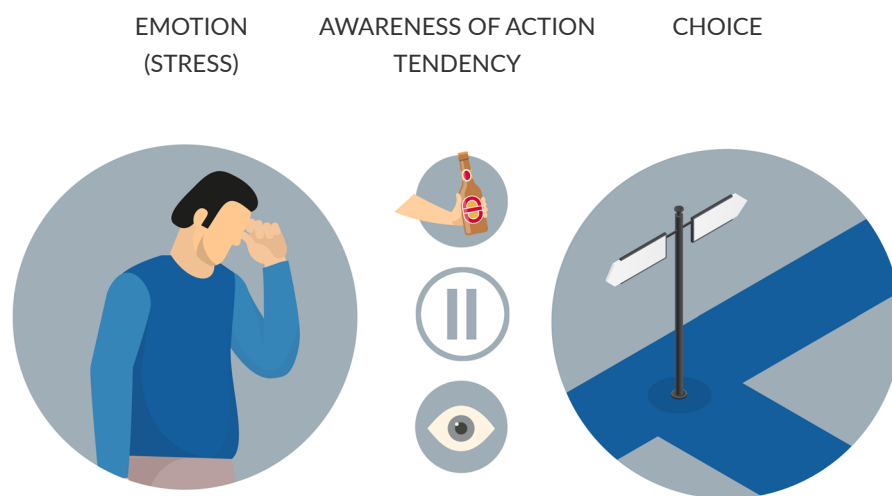 EMOTION
(STRESS)
AWARENESS OF ACTION
TENDENCY
CHOICE